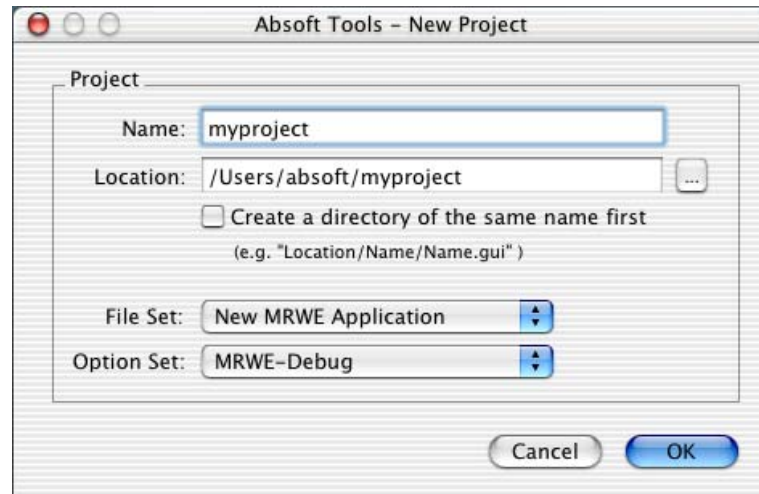 Absoft Tools - New Project
Project
Name: myproject
Location: /Users/absoft/myproject ...
Create a directory of the same name first
(e.g. "Location/Name/Name.gui" )
File Set: New MRWE Application
Option Set: MRWE-Debug
Cancel OK